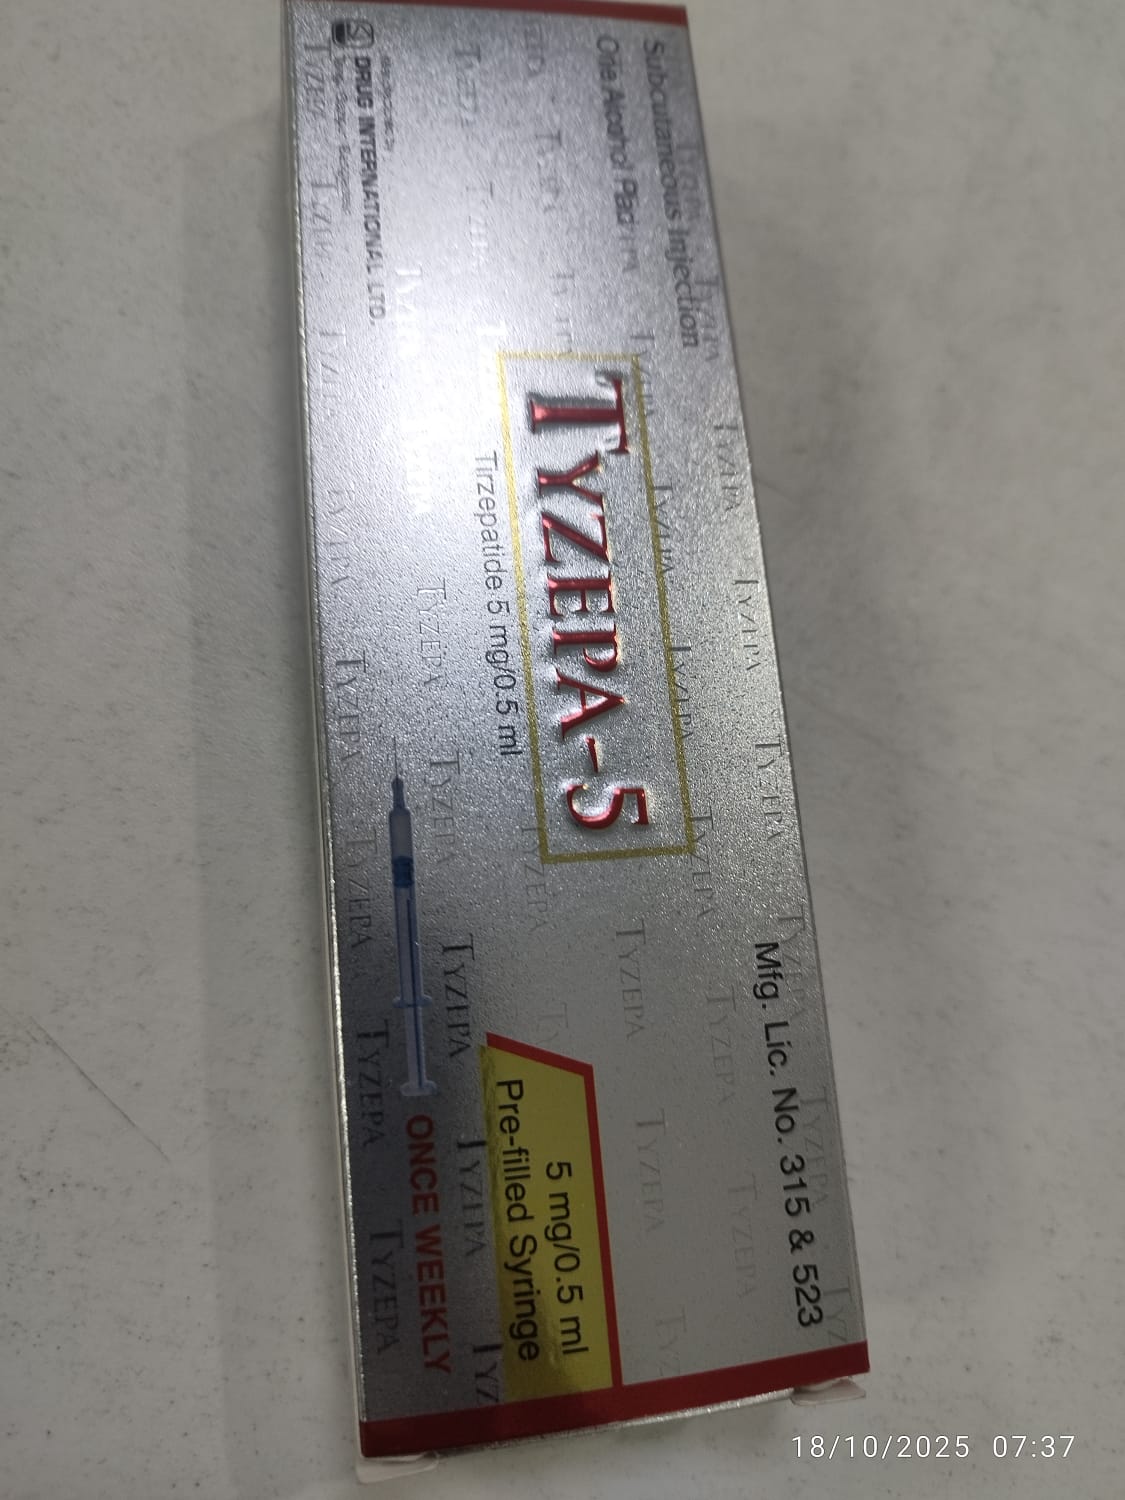 Subcutaneous Injection
One Alcohol Pad
Mfg. Lic. No. 315 & 523
TYZEPA-5
Tirzepatide 5 mg/0.5 ml
5 mg/0.5 ml
Pre-filled Syringe
ONCE WEEKLY
DRUG INTERNATIONAL LTD.
TYZEPA
18/10/2025 07:37